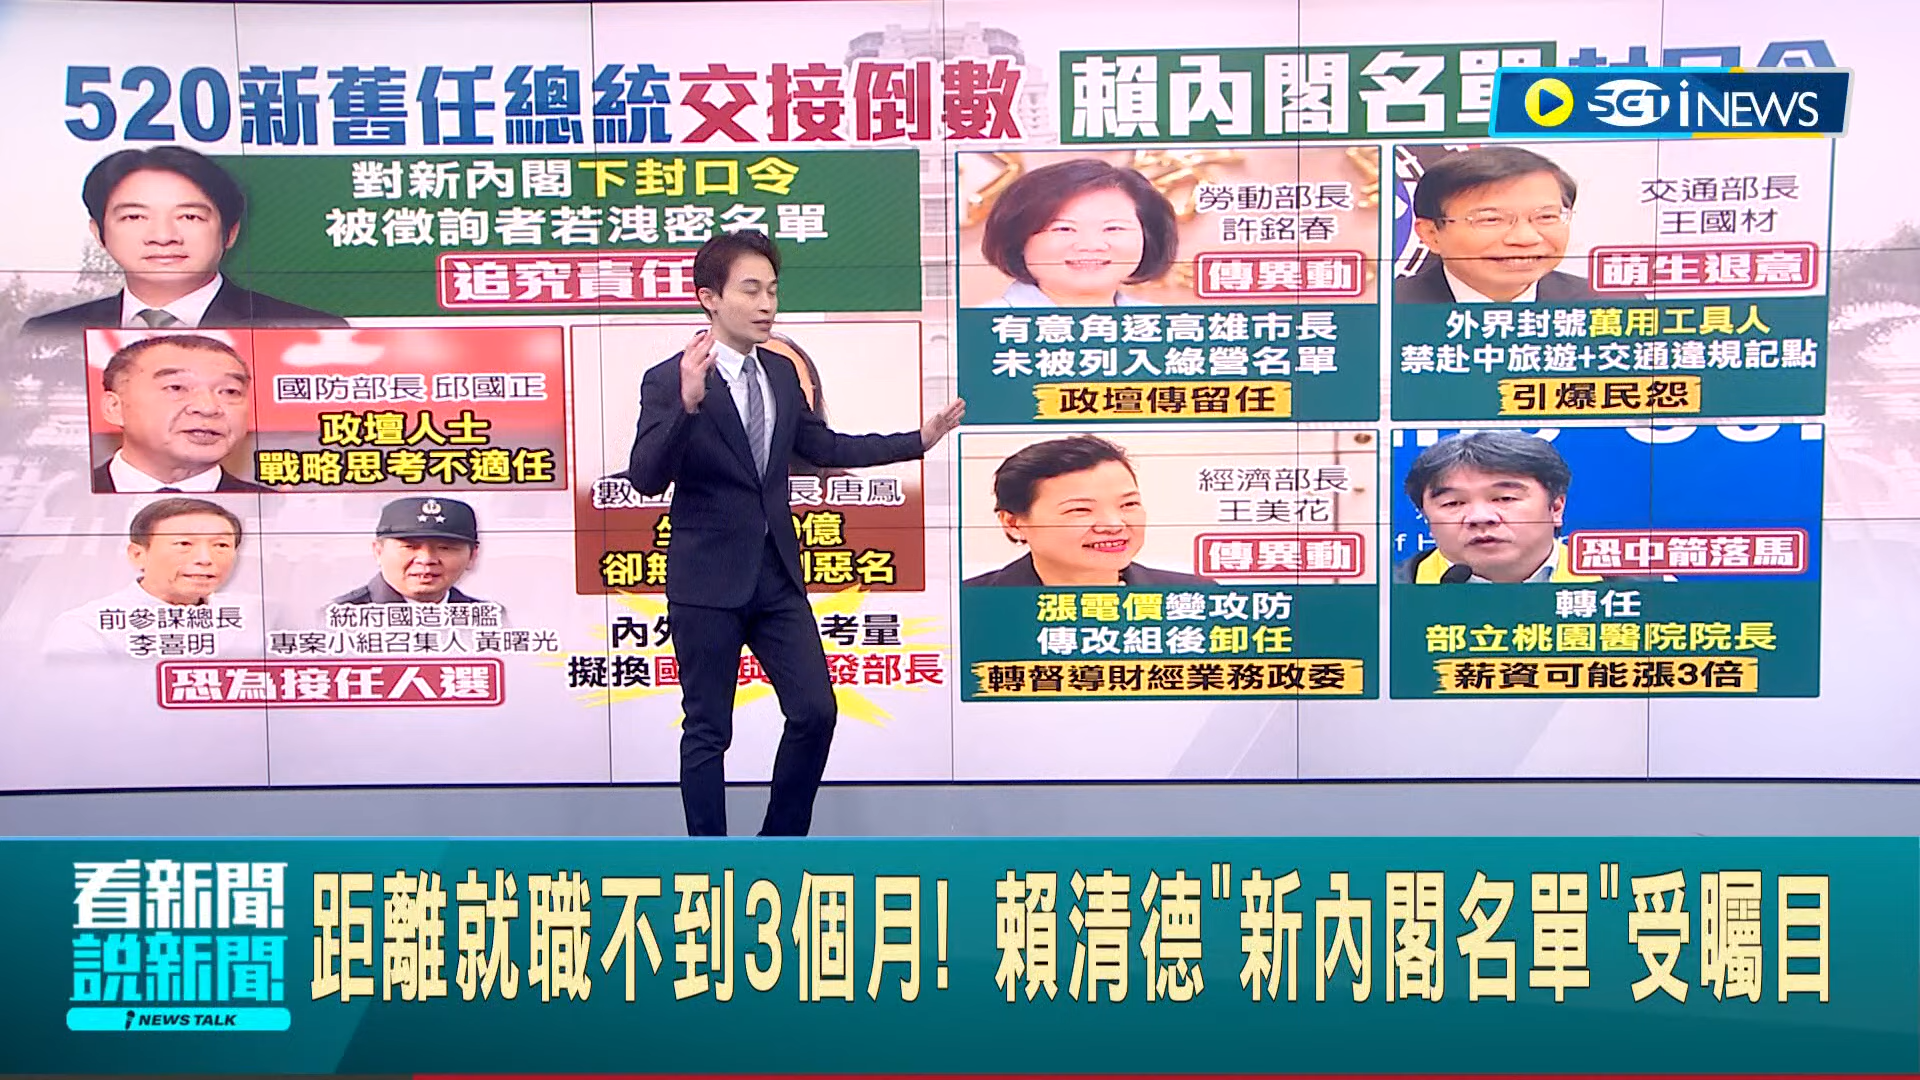 520新舊任總統交接倒數 賴內閣名單
SETi NEWS
對新內閣下封口令
被徵詢者若洩密名單
追究責任
國防部長 邱國正
政壇人士
戰略思考不適任
前參謀總長
李喜明
統府國造潛艦
專案小組召集人 黃曙光
恐為接任人選
長 唐鳳
億
惡名
考量
擬換
發部長
勞動部長
許銘春
傳異動
有意角逐高雄市長
未被列入綠營名單
政壇傳留任
交通部長
王國材
萌生退意
外界封號萬用工具人
禁赴中旅遊+交通違規記點
引爆民怨
經濟部長
王美花
傳異動
漲電價變攻防
傳改組後卸任
轉督導財經業務政委
恐中箭落馬
轉任
部立桃園醫院院長
薪資可能漲3倍
看新聞
說新聞
iNEWS TALK
距離就職不到3個月! 賴清德"新內閣名單"受矚目